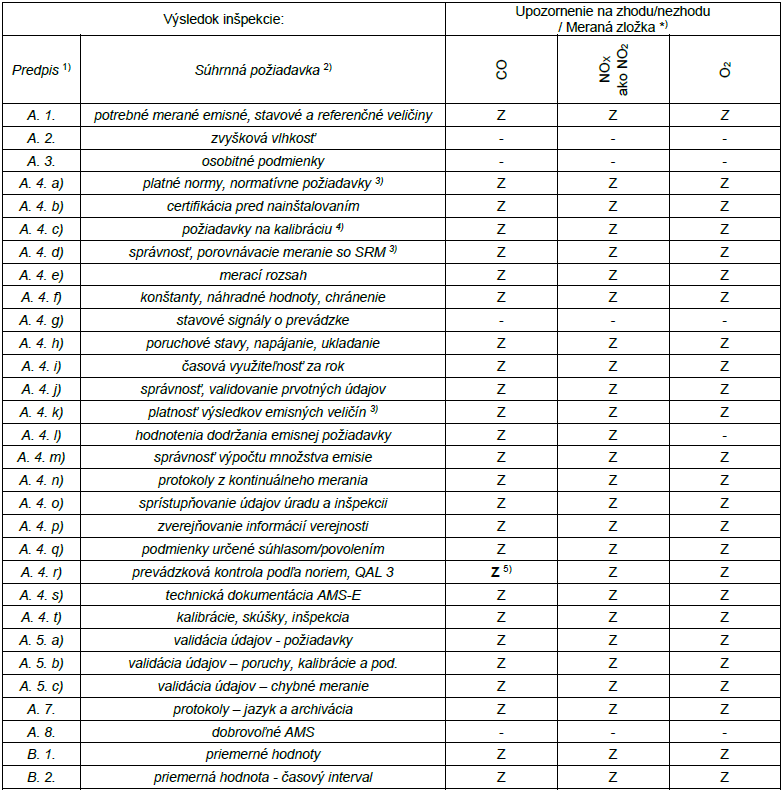 Výsledok inšpekcie: Upozornenie na zhodu/nezhodu
/ Meraná zložka *)
Predpis 1) Súhrnná požiadavka 2) CO NOX ako NO2 O2
A. 1. potrebné merané emisné, stavové a referenčné veličiny Z Z Z
A. 2. zvyšková vlhkosť - - -
A. 3. osobitné podmienky - - -
A. 4. a) platné normy, normatívne požiadavky 3) Z Z Z
A. 4. b) certifikácia pred nainštalovaním Z Z Z
A. 4. c) požiadavky na kalibráciu 4) Z Z Z
A. 4. d) správnosť, porovnávacie meranie so SRM 3) Z Z Z
A. 4. e) merací rozsah Z Z Z
A. 4. f) konštanty, náhradné hodnoty, chránenie Z Z Z
A. 4. g) stavové signály o prevádzke - - -
A. 4. h) poruchové stavy, napájanie, ukladanie Z Z Z
A. 4. i) časová využiteľnosť za rok Z Z Z
A. 4. j) správnosť, validovanie prvotných údajov Z Z Z
A. 4. k) platnosť výsledkov emisných veličín 3) Z Z Z
A. 4. l) hodnotenia dodržania emisnej požiadavky Z Z -
A. 4. m) správnosť výpočtu množstva emisie Z Z Z
A. 4. n) protokoly z kontinuálneho merania Z Z Z
A. 4. o) sprístupňovanie údajov úradu a inšpekcii Z Z Z
A. 4. p) zverejňovanie informácií verejnosti Z Z Z
A. 4. q) podmienky určené súhlasom/povolením Z Z Z
A. 4. r) prevádzková kontrola podľa noriem, QAL 3 Z 5) Z Z
A. 4. s) technická dokumentácia AMS-E Z Z Z
A. 4. t) kalibrácie, skúšky, inšpekcia Z Z Z
A. 5. a) validácia údajov - požiadavky Z Z Z
A. 5. b) validácia údajov – poruchy, kalibrácie a pod. Z Z Z
A. 5. c) validácia údajov – chybné meranie Z Z Z
A. 7. protokoly – jazyk a archivácia Z Z Z
A. 8. dobrovoľné AMS - - -
B. 1. priemerné hodnoty Z Z Z
B. 2. priemerná hodnota - časový interval Z Z Z